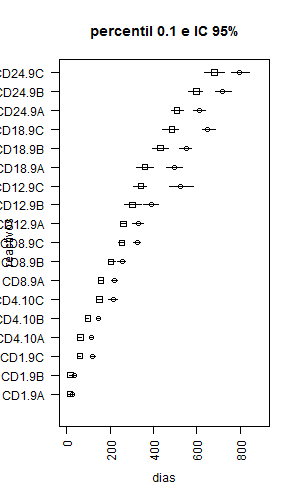 percentil 0.1 e IC 95%
CD24.9C
CD24.9B
CD24.9A
CD18.9C
CD18.9B
CD18.9A
CD12.9C
CD12.9B
CD12.9A
CD8.9C
CD8.9B
CD8.9A
CD4.10C
CD4.10B
CD4.10A
CD1.9C
CD1.9B
CD1.9A
0
200
400
600
800
dias